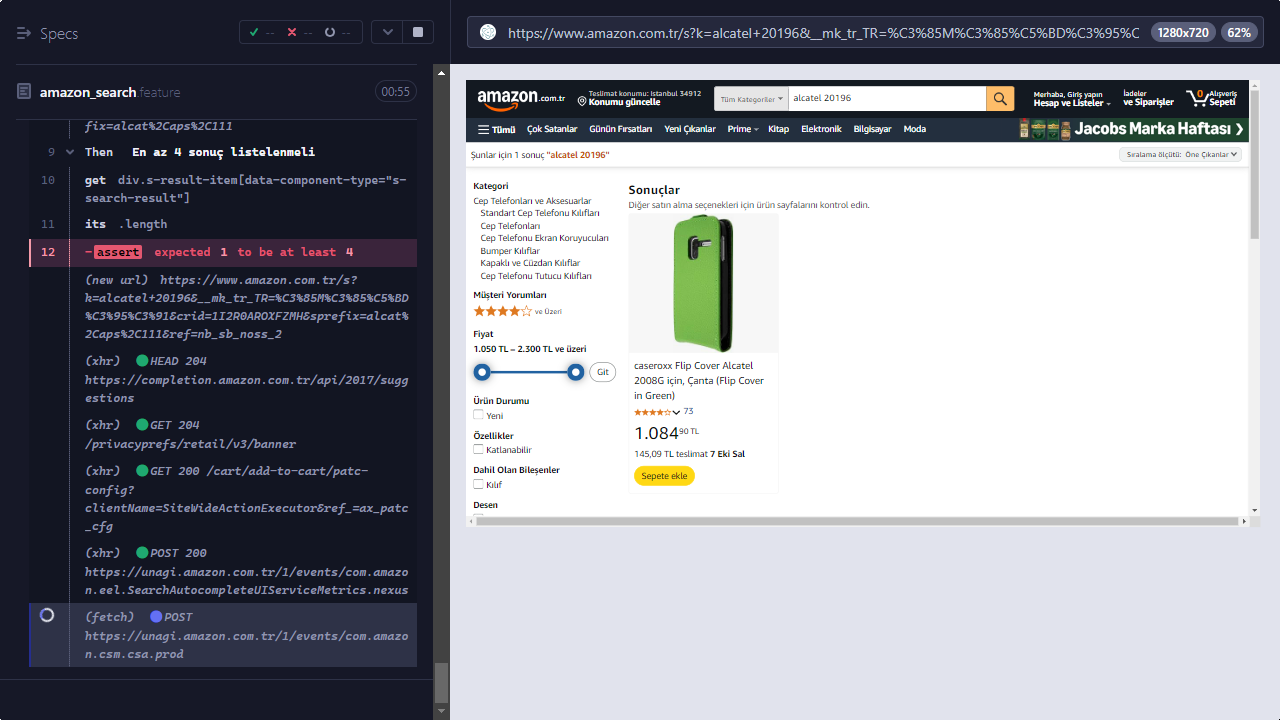 Specs
--
--
--
https://www.amazon.com.tr/s?k=alcatel+20196&__mk_tr_TR=%C3%85M%C3%85%C5%BD%C3%95%C
1280x720
62%
amazon_search feature
00:55
fix=alcat%2Caps%2C111
9 Then En az 4 sonuç listelenmeli
10 get div.s-result-item[data-component-type="s-
search-result"]
11 its .length
12 -assert expected 1 to be at least 4
(new url) https://www.amazon.com.tr/s?
k=alcatel+20196&__mk_tr_TR=%C3%85M%C3%85%C5%BD
%C3%95%C3%91&crid=1I2R0AROXFZMH&sprefix=alcat%
2Caps%2C111&ref=nb_sb_noss_2
(xhr) HEAD 204
https://completion.amazon.com.tr/api/2017/sugg
estions
(xhr) GET 204
/privacyprefs/retail/v3/banner
(xhr) GET 200 /cart/add-to-cart/patc-
config?
clientName=SiteWideActionExecutor&ref_=ax_patc
_cfg
(xhr) POST 200
https://unagi.amazon.com.tr/1/events/com.amazo
n.eel.SearchAutocompleteUIServiceMetrics.nexus
(fetch) POST
https://unagi.amazon.com.tr/1/events/com.amazo
n.csm.csa.prod
amazon.com.tr
Teslimat konumu: Istanbul 34912
Konumu güncelle
Tüm Kategoriler
alcatel 20196
Merhaba, Giriş yapın
Hesap ve Listeler
İadeler
ve Siparişler
0
Alışveriş
Sepeti
Tümü
Çok Satanlar
Günün Fırsatları
Yeni Çıkanlar
Prime
Kitap
Elektronik
Bilgisayar
Moda
Jacobs Marka Haftası
Şunlar için 1 sonuç "alcatel 20196"
Sıralama ölçütü: Öne Çıkanlar
Kategori
Cep Telefonları ve Aksesuarlar
Standart Cep Telefonu Kılıfları
Cep Telefonları
Cep Telefonu Ekran Koruyucuları
Bumper Kılıflar
Kapaklı ve Cüzdan Kılıflar
Cep Telefonu Tutucu Kılıfları
Müşteri Yorumları
ve Üzeri
Fiyat
1.050 TL – 2.300 TL ve üzeri
Git
Ürün Durumu
Yeni
Özellikler
Katlanabilir
Dahil Olan Bileşenler
Kılıf
Desen
Sonuçlar
Diğer satın alma seçenekleri için ürün sayfalarını kontrol edin.
caseroxx Flip Cover Alcatel
2008G için, Çanta (Flip Cover
in Green)
73
1.084 90 TL
145,09 TL teslimat 7 Eki Sal
Sepete ekle